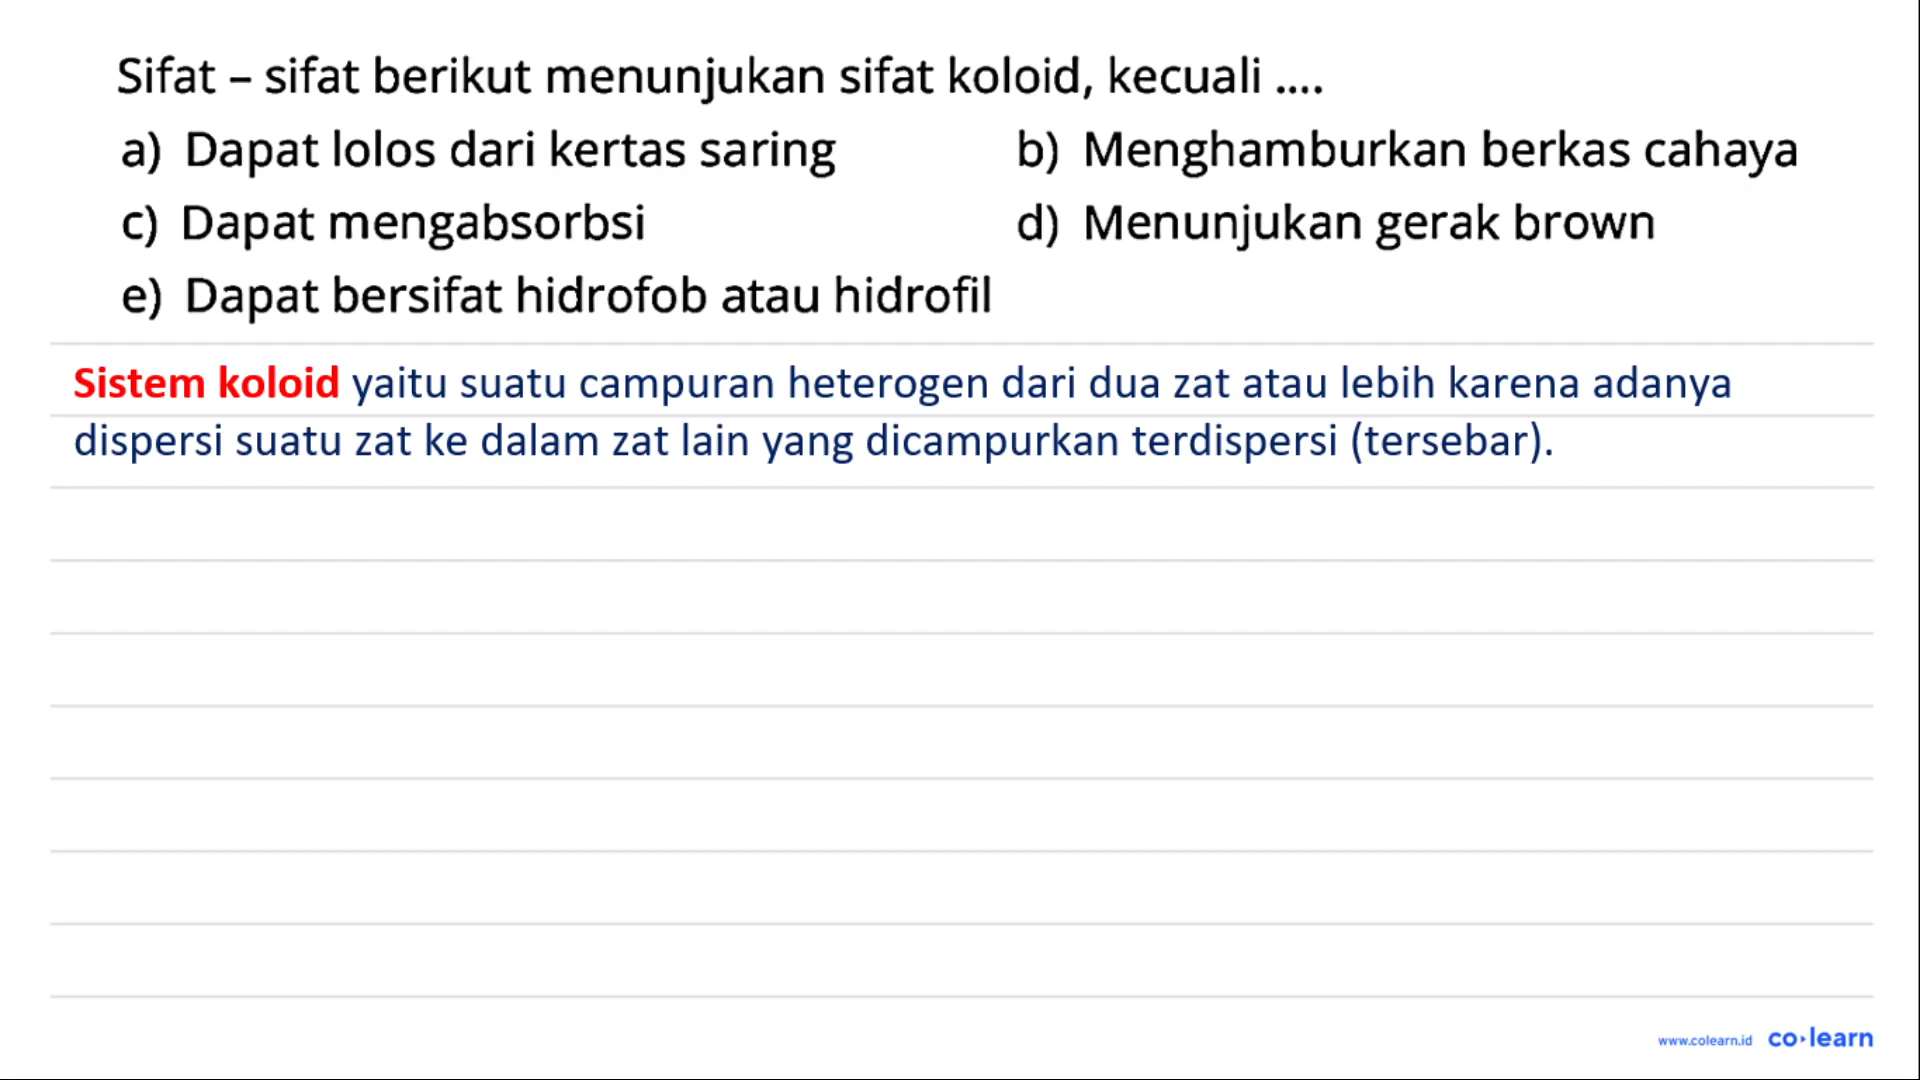 Sifat – sifat berikut menunjukan sifat koloid, kecuali ....
a) Dapat lolos dari kertas saring b) Menghamburkan berkas cahaya
c) Dapat mengabsorbsi d) Menunjukan gerak brown
e) Dapat bersifat hidrofob atau hidrofil
Sistem koloid yaitu suatu campuran heterogen dari dua zat atau lebih karena adanya
dispersi suatu zat ke dalam zat lain yang dicampurkan terdispersi (tersebar).
www.colearn.id co·learn